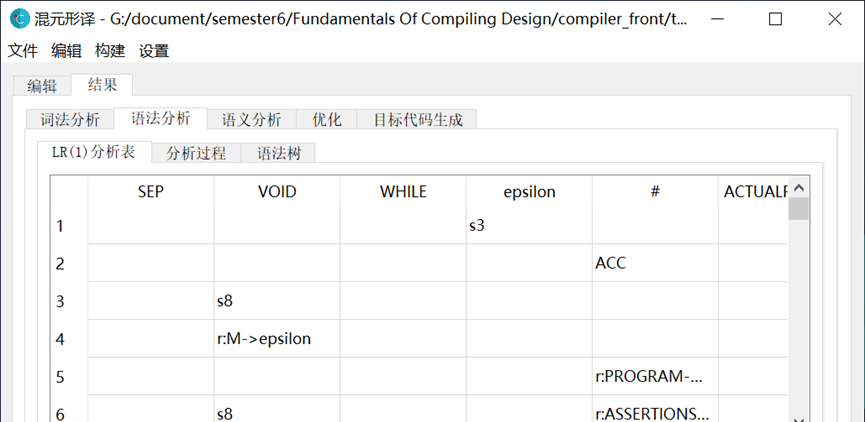 混元形译 - G:/document/semester6/Fundamentals Of Compiling Design/compiler_front/t...
文件 编辑 构建 设置
编辑 结果
词法分析 语法分析 语义分析 优化 目标代码生成
LR(1)分析表 分析过程 语法树
SEP VOID WHILE epsilon # ACTUALF
1 s3
2 ACC
3 s8
4 r:M->epsilon
5 r:PROGRAM-...
6 s8 r:ASSERTIONS...